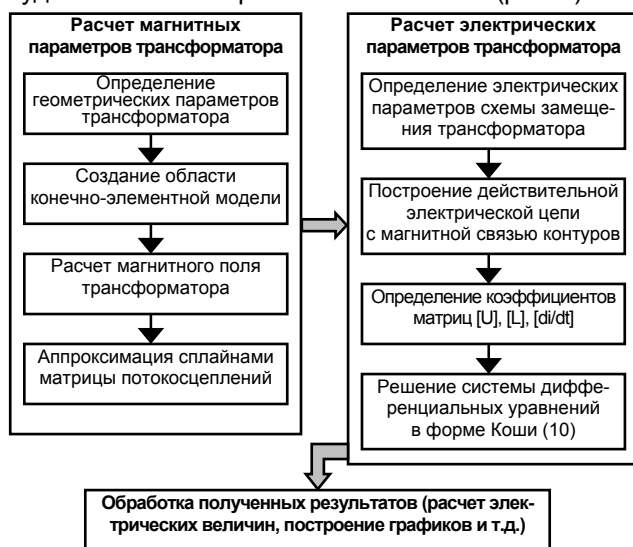 Расчет магнитных
параметров трансформатора
Определение
геометрических параметров
трансформатора
Создание области
конечно-элементной модели
Расчет магнитного поля
трансформатора
Аппроксимация сплайнами
матрицы потокосцеплений
Расчет электрических
параметров трансформатора
Определение электрических
параметров схемы замеще-
ния трансформатора
Построение действительной
электрической цепи
с магнитной связью контуров
Определение коэффициентов
матриц [U], [L], [di/dt]
Решение системы диффе-
ренциальных уравнений
в форме Коши (10)
Обработка полученных результатов (расчет элек-
трических величин, построение графиков и т.д.)